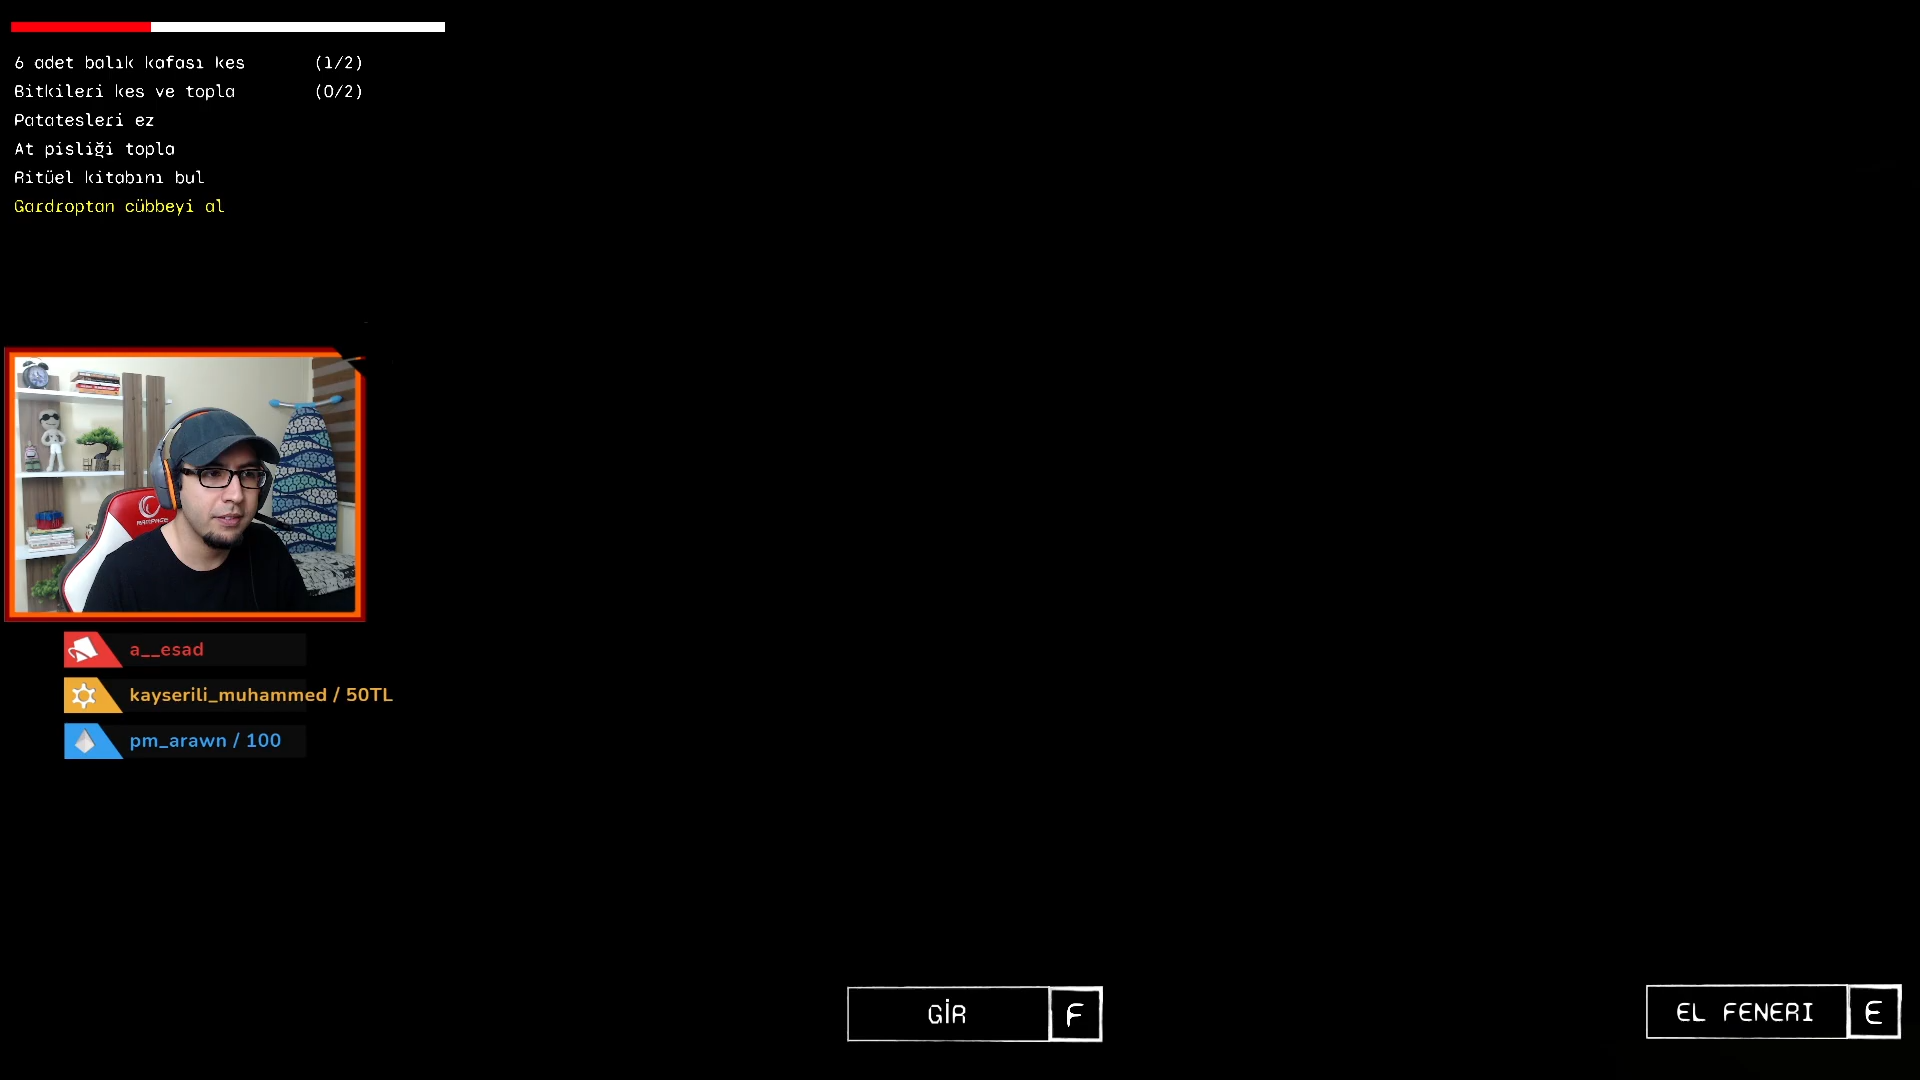 6 adet balık kafası kes (1/2)
Bitkileri kes ve topla (0/2)
Patatesleri ez
At pisliği topla
Ritüel kitabını bul
Gardroptan cübbeyi al
RAMPAGE
a__esad
kayserili_muhammed / 50TL
pm_arawn / 100
GİR F
EL FENERI E